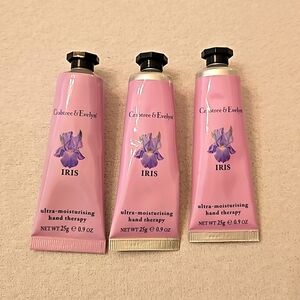 Crabtree & Evelyn
IRIS
ultra-moisturising
hand therapy
NET WT 25g ℮ 0.9 OZ
Crabtree & Evelyn
IRIS
ultra-moisturising
hand therapy
NET WT 25g ℮ 0.9 OZ
Crabtree & Evelyn
IRIS
ultra-moisturising
hand therapy
NET WT 25g ℮ 0.9 OZ